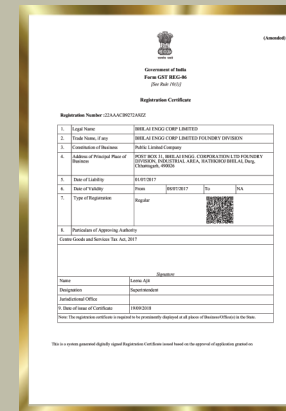 (Amended)
Government of India
Form GST REG-06
[See Rule 10(1)]
Registration Certificate
Registration Number :22AAACB9272A8ZZ
1. Legal Name BHILAI ENGG CORP LIMITED
2. Trade Name, if any BHILAI ENGG CORP LIMITED FOUNDRY DIVISION
3. Constitution of Business Public Limited Company
4. Address of Principal Place of Business POST BOX 31, BHILAI ENGG. CORPORATION LTD FOUNDRY DIVISION, INDUSTRIAL AREA, HATHKHOJ BHILAI, Durg, Chhattisgarh, 490026
5. Date of Liability 01/07/2017
6. Date of Validity From 08/07/2017 To NA
7. Type of Registration Regular
8. Particulars of Approving Authority
Centre Goods and Services Tax Act, 2017
Signature
Name Leena Ajit
Designation Superintendent
Jurisdictional Office
9. Date of issue of Certificate 19/09/2018
Note: The registration certificate is required to be prominently displayed at all places of Business/Office(s) in the State.
This is a system generated digitally signed Registration Certificate issued based on the approval of application granted on